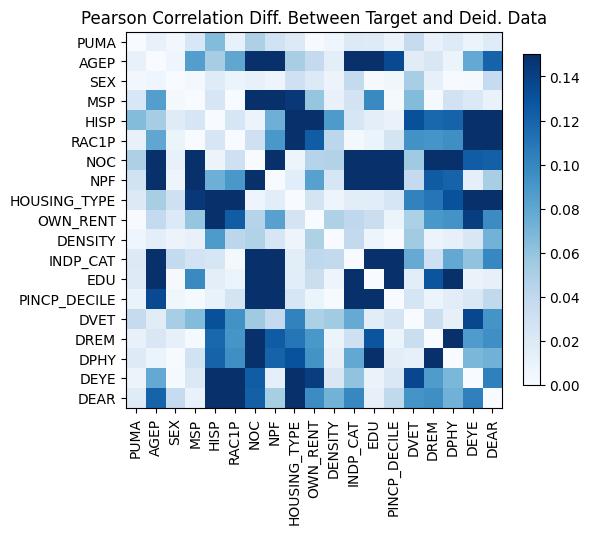 Pearson Correlation Diff. Between Target and Deid. Data
PUMA
AGEP
SEX
MSP
HISP
RAC1P
NOC
NPF
HOUSING_TYPE
OWN_RENT
DENSITY
INDP_CAT
EDU
PINCP_DECILE
DVET
DREM
DPHY
DEYE
DEAR
PUMA
AGEP
SEX
MSP
HISP
RAC1P
NOC
NPF
HOUSING_TYPE
OWN_RENT
DENSITY
INDP_CAT
EDU
PINCP_DECILE
DVET
DREM
DPHY
DEYE
DEAR
0.14
0.12
0.10
0.08
0.06
0.04
0.02
0.00